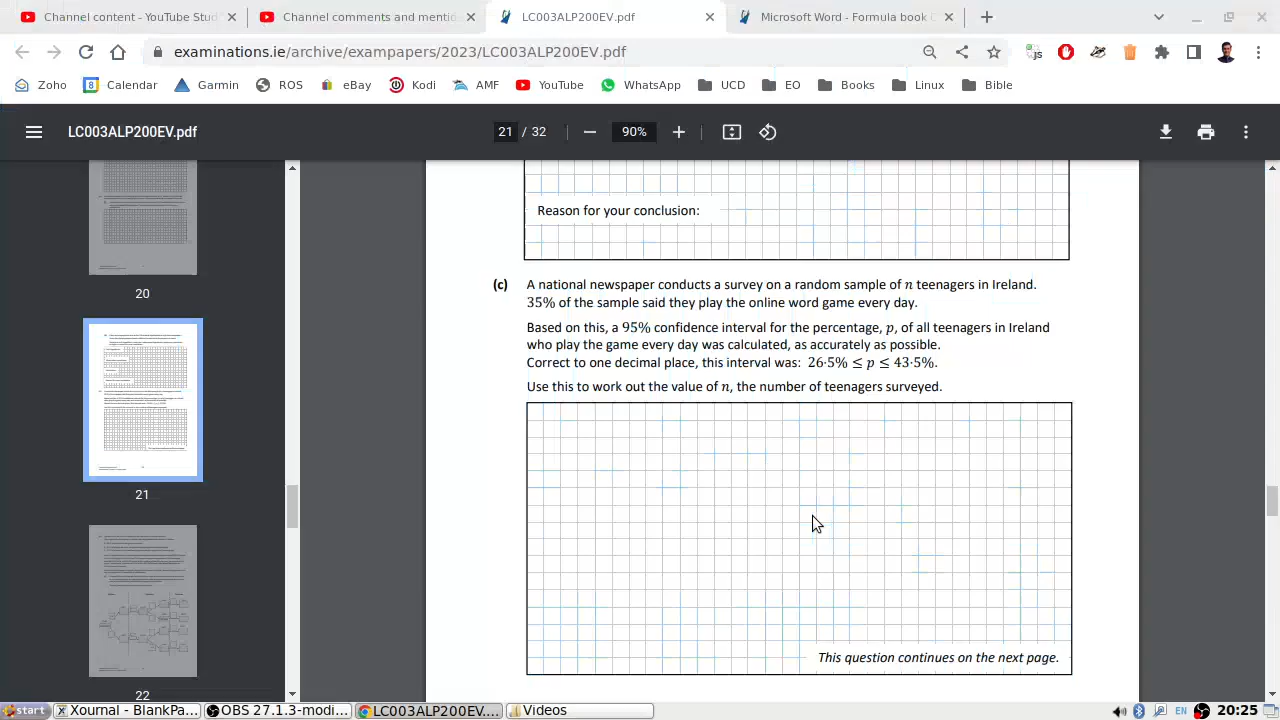 Channel content - YouTube Stud
Channel comments and mentio
LC003ALP200EV.pdf
Microsoft Word - Formula book C
examinations.ie/archive/exampapers/2023/LC003ALP200EV.pdf
Zoho
Calendar
Garmin
ROS
eBay
Kodi
AMF
YouTube
WhatsApp
UCD
EO
Books
Linux
Bible
LC003ALP200EV.pdf
21 / 32
90%
20
21
22
Reason for your conclusion:
(c) A national newspaper conducts a survey on a random sample of n teenagers in Ireland.
35% of the sample said they play the online word game every day.
Based on this, a 95% confidence interval for the percentage, p, of all teenagers in Ireland
who play the game every day was calculated, as accurately as possible.
Correct to one decimal place, this interval was: 26·5% ≤ p ≤ 43·5%.
Use this to work out the value of n, the number of teenagers surveyed.
This question continues on the next page.
start
Xournal - BlankPa...
OBS 27.1.3-modi...
LC003ALP200EV....
Videos
EN
20:25